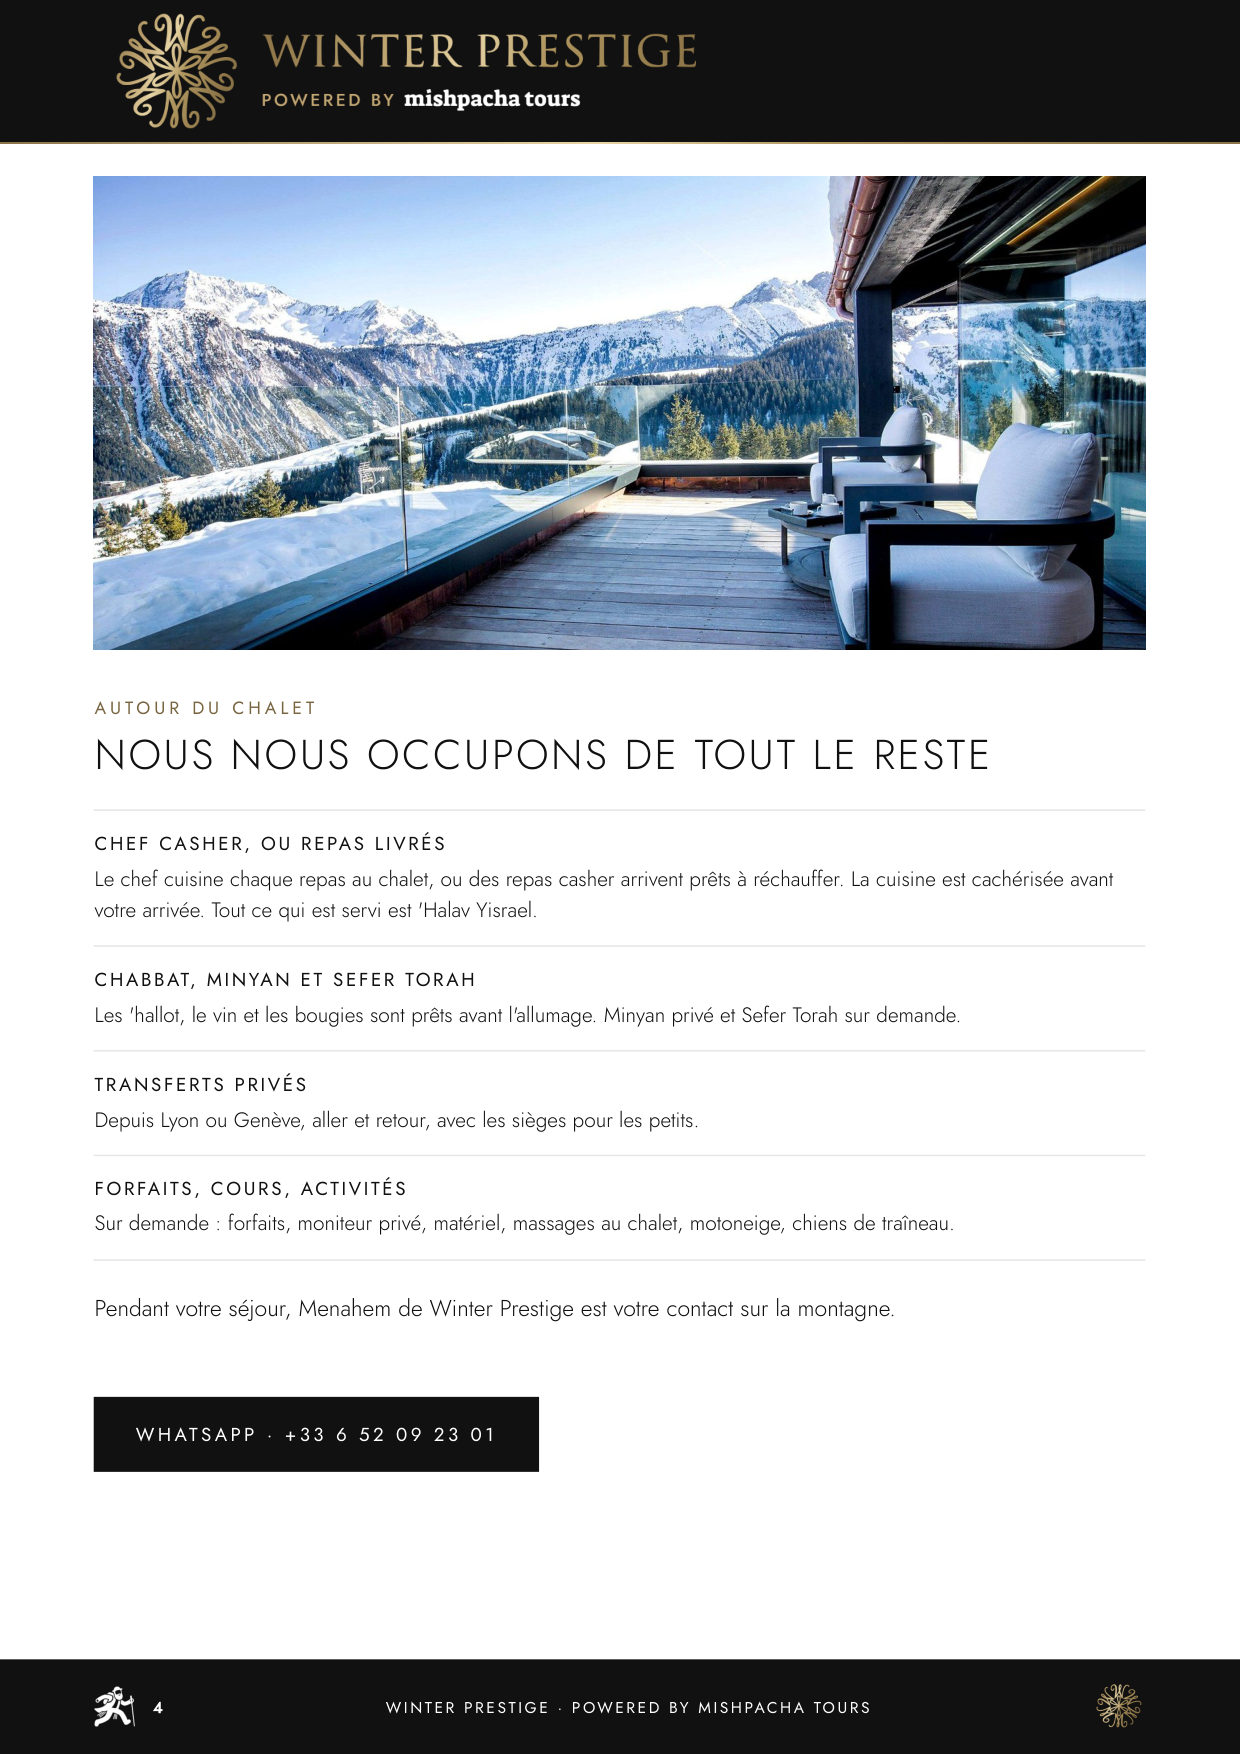 WINTER PRESTIGE
POWERED BY mishpacha tours
AUTOUR DU CHALET
NOUS NOUS OCCUPONS DE TOUT LE RESTE
CHEF CASHER, OU REPAS LIVRÉS
Le chef cuisine chaque repas au chalet, ou des repas casher arrivent prêts à réchauffer. La cuisine est cachérisée avant
votre arrivée. Tout ce qui est servi est 'Halav Yisrael.
CHABBAT, MINYAN ET SEFER TORAH
Les 'hallot, le vin et les bougies sont prêts avant l'allumage. Minyan privé et Sefer Torah sur demande.
TRANSFERTS PRIVÉS
Depuis Lyon ou Genève, aller et retour, avec les sièges pour les petits.
FORFAITS, COURS, ACTIVITÉS
Sur demande : forfaits, moniteur privé, matériel, massages au chalet, motoneige, chiens de traîneau.
Pendant votre séjour, Menahem de Winter Prestige est votre contact sur la montagne.
WHATSAPP · +33 6 52 09 23 01
4
WINTER PRESTIGE · POWERED BY MISHPACHA TOURS